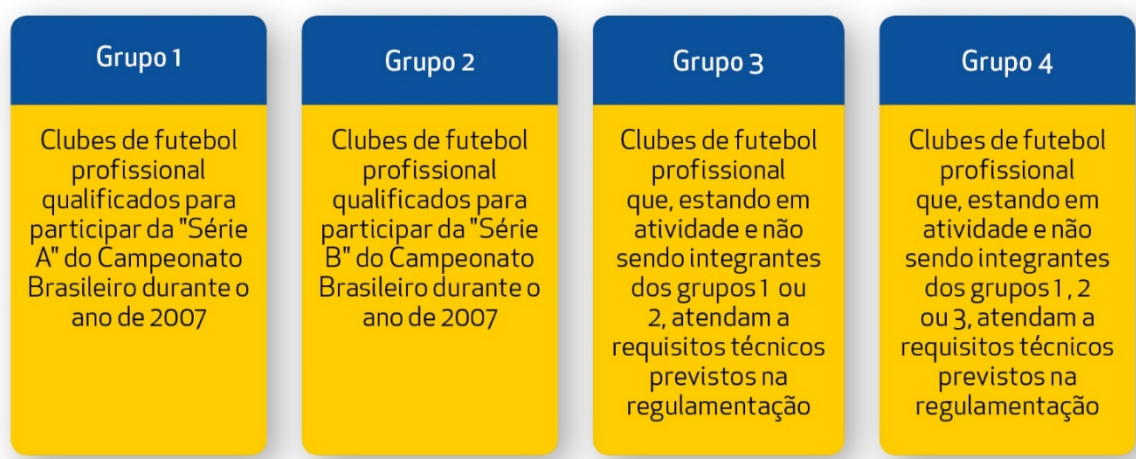 Grupo 1
Clubes de futebol
profissional
qualificados para
participar da "Série
A" do Campeonato
Brasileiro durante o
ano de 2007
Grupo 2
Clubes de futebol
profissional
qualificados para
participar da "Série
B" do Campeonato
Brasileiro durante o
ano de 2007
Grupo 3
Clubes de futebol
profissional
que, estando em
atividade e não
sendo integrantes
dos grupos 1 ou
2, atendam a
requisitos técnicos
previstos na
regulamentação
Grupo 4
Clubes de futebol
profissional
que, estando em
atividade e não
sendo integrantes
dos grupos 1, 2
ou 3, atendam a
requisitos técnicos
previstos na
regulamentação